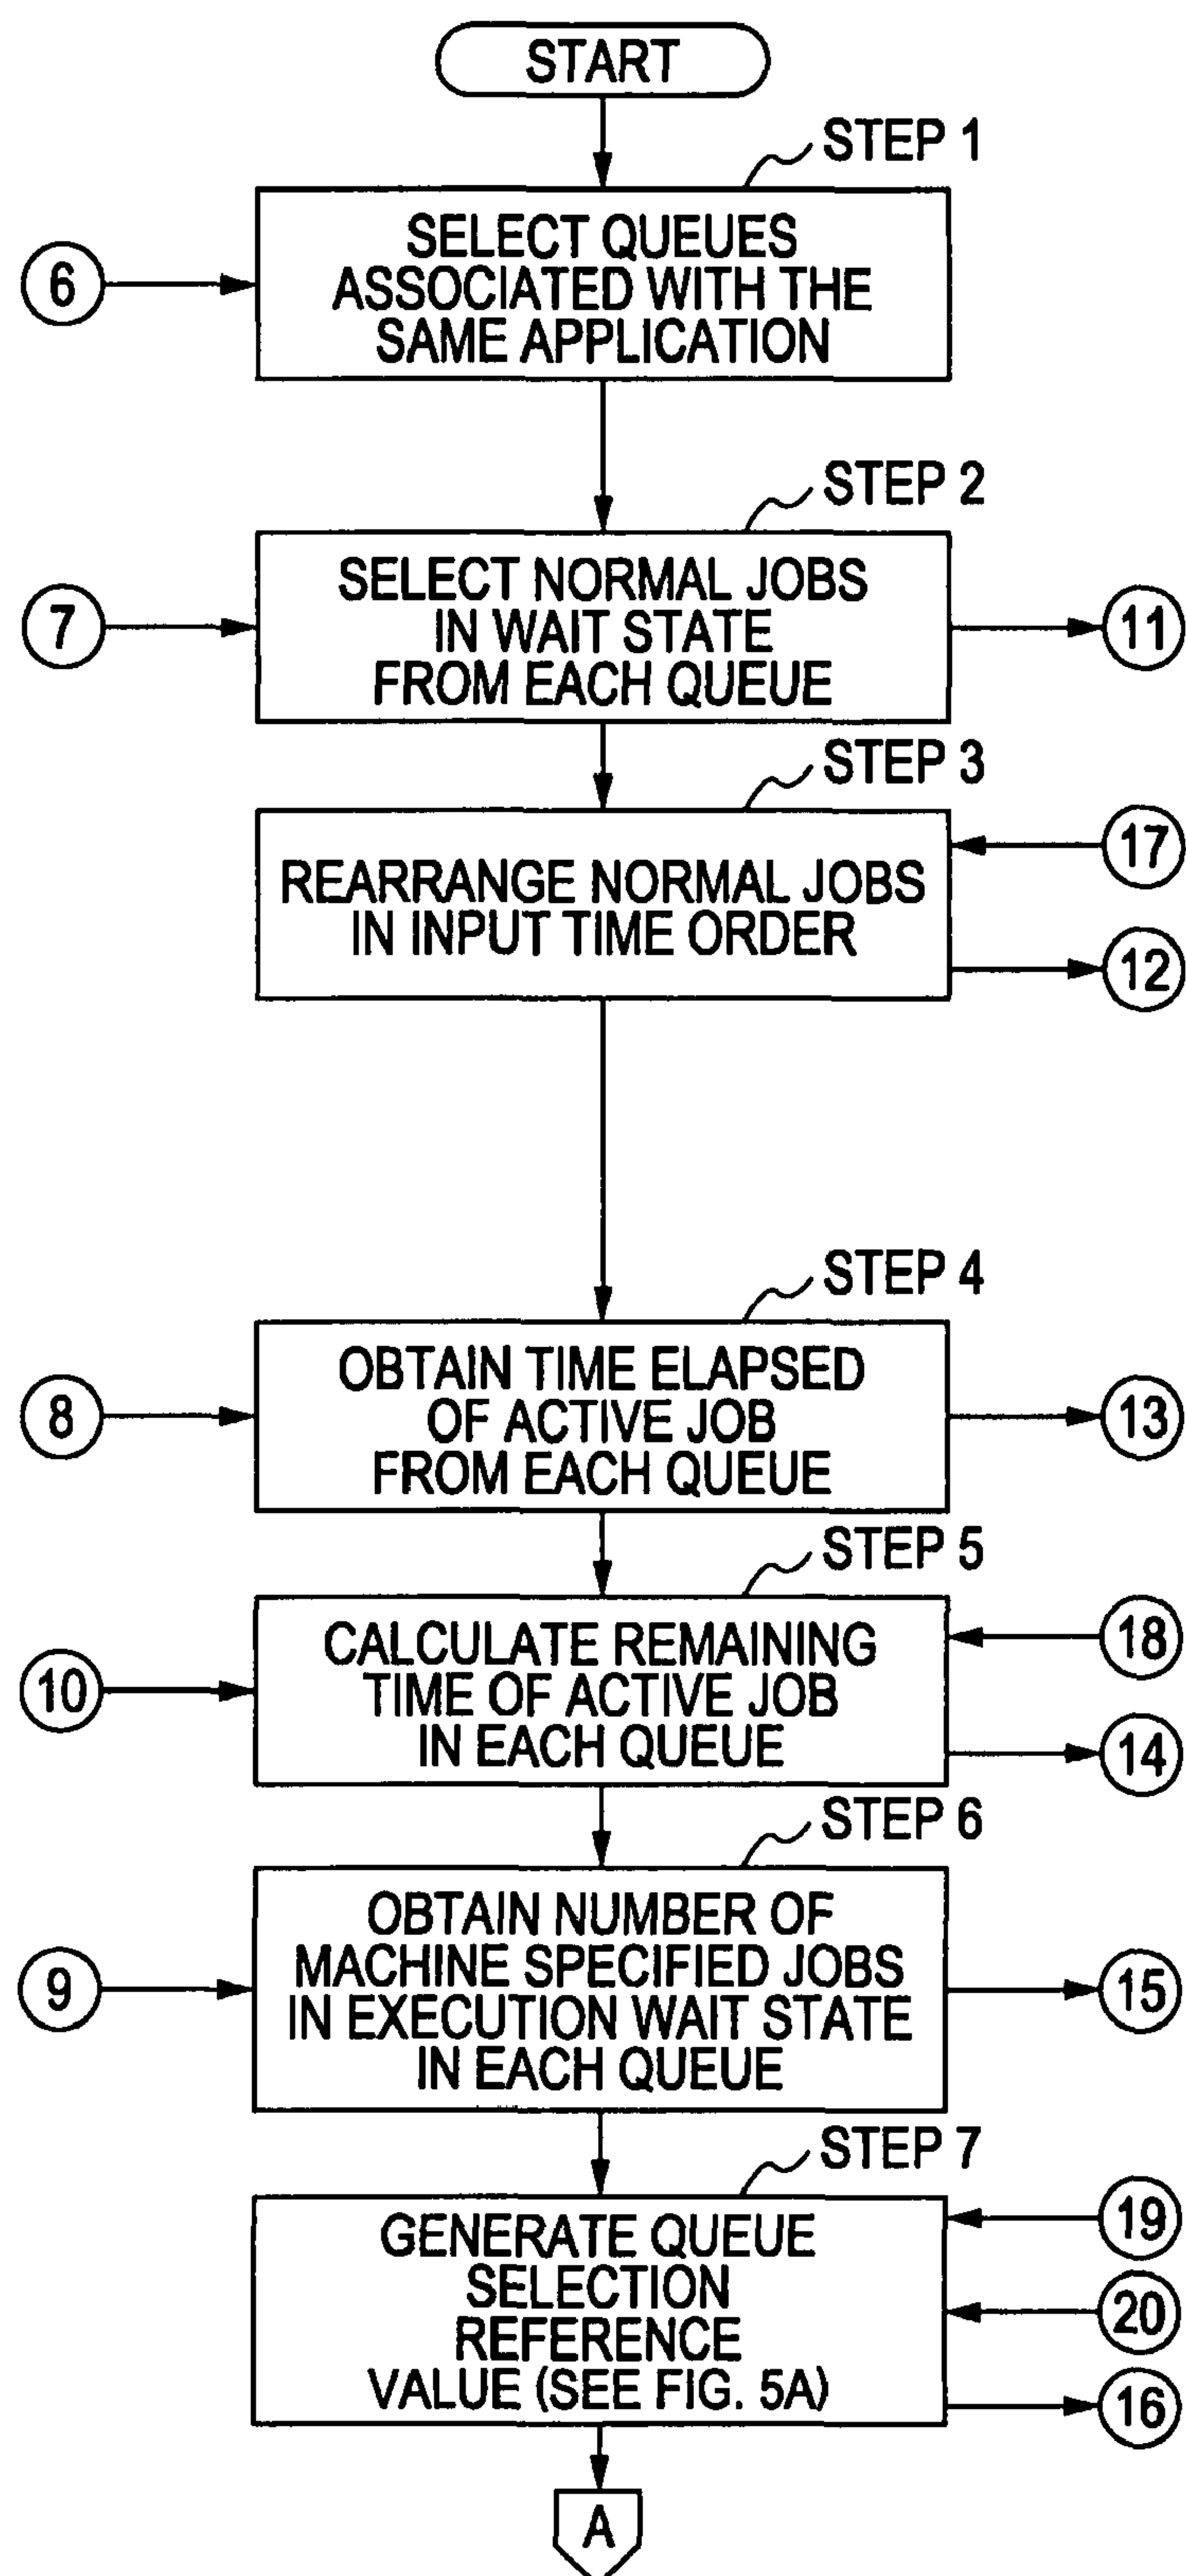 START
STEP 1
SELECT QUEUES
ASSOCIATED WITH THE
SAME APPLICATION
6
STEP 2
SELECT NORMAL JOBS
IN WAIT STATE
FROM EACH QUEUE
7
11
STEP 3
REARRANGE NORMAL JOBS
IN INPUT TIME ORDER
17
12
STEP 4
OBTAIN TIME ELAPSED
OF ACTIVE JOB
FROM EACH QUEUE
8
13
STEP 5
CALCULATE REMAINING
TIME OF ACTIVE JOB
IN EACH QUEUE
10
18
14
STEP 6
OBTAIN NUMBER OF
MACHINE SPECIFIED JOBS
IN EXECUTION WAIT STATE
IN EACH QUEUE
9
15
STEP 7
GENERATE QUEUE
SELECTION
REFERENCE
VALUE (SEE FIG. 5A)
19
20
16
A